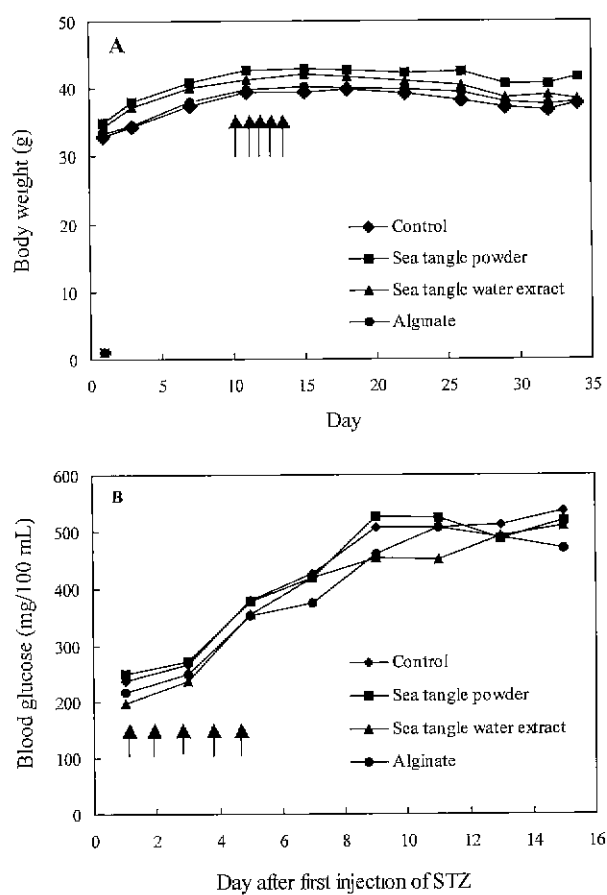 A
Body weight (g)
50
40
30
20
10
0
0 5 10 15 20 25 30 35
Day
Control
Sea tangle powder
Sea tangle water extract
Alginate
B
Blood glucose (mg/100 mL)
600
500
400
300
200
100
0
0 2 4 6 8 10 12 14 16
Day after first injection of STZ
Control
Sea tangle powder
Sea tangle water extract
Alginate